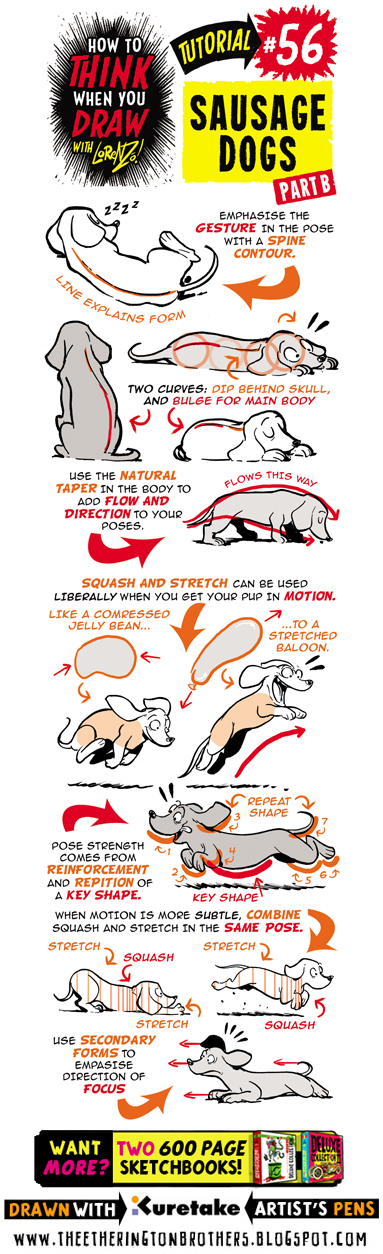 HOW TO
THINK
WHEN YOU
DRAW
WITH LORENZO!
TUTORIAL
#56
SAUSAGE
DOGS
PART B
ZZZZ
EMPHASISE THE
GESTURE IN THE POSE
WITH A SPINE
CONTOUR.
LINE EXPLAINS FORM
TWO CURVES: DIP BEHIND SKULL,
AND BULGE FOR MAIN BODY
USE THE NATURAL
TAPER IN THE BODY TO
ADD FLOW AND
DIRECTION TO YOUR
POSES.
FLOWS THIS WAY
SQUASH AND STRETCH CAN BE USED
LIBERALLY WHEN YOU GET YOUR PUP IN MOTION.
LIKE A COMRESSED
JELLY BEAN...
...TO A
STRETCHED
BALOON.
POSE STRENGTH
COMES FROM
REINFORCEMENT
AND REPITION OF
A KEY SHAPE.
REPEAT
SHAPE
1
2
3
4
5
6
7
KEY SHAPE
WHEN MOTION IS MORE SUBTLE, COMBINE
SQUASH AND STRETCH IN THE SAME POSE.
STRETCH
SQUASH
STRETCH
STRETCH
SQUASH
USE SECONDARY
FORMS TO
EMPASISE
DIRECTION OF
FOCUS
WANT
MORE?
TWO 600 PAGE
SKETCHBOOKS!
DELUXE
COLLECTION
DRAWN WITH Kuretake ARTIST'S PENS
WWW.THEETHERINGTONBROTHERS.BLOGSPOT.COM